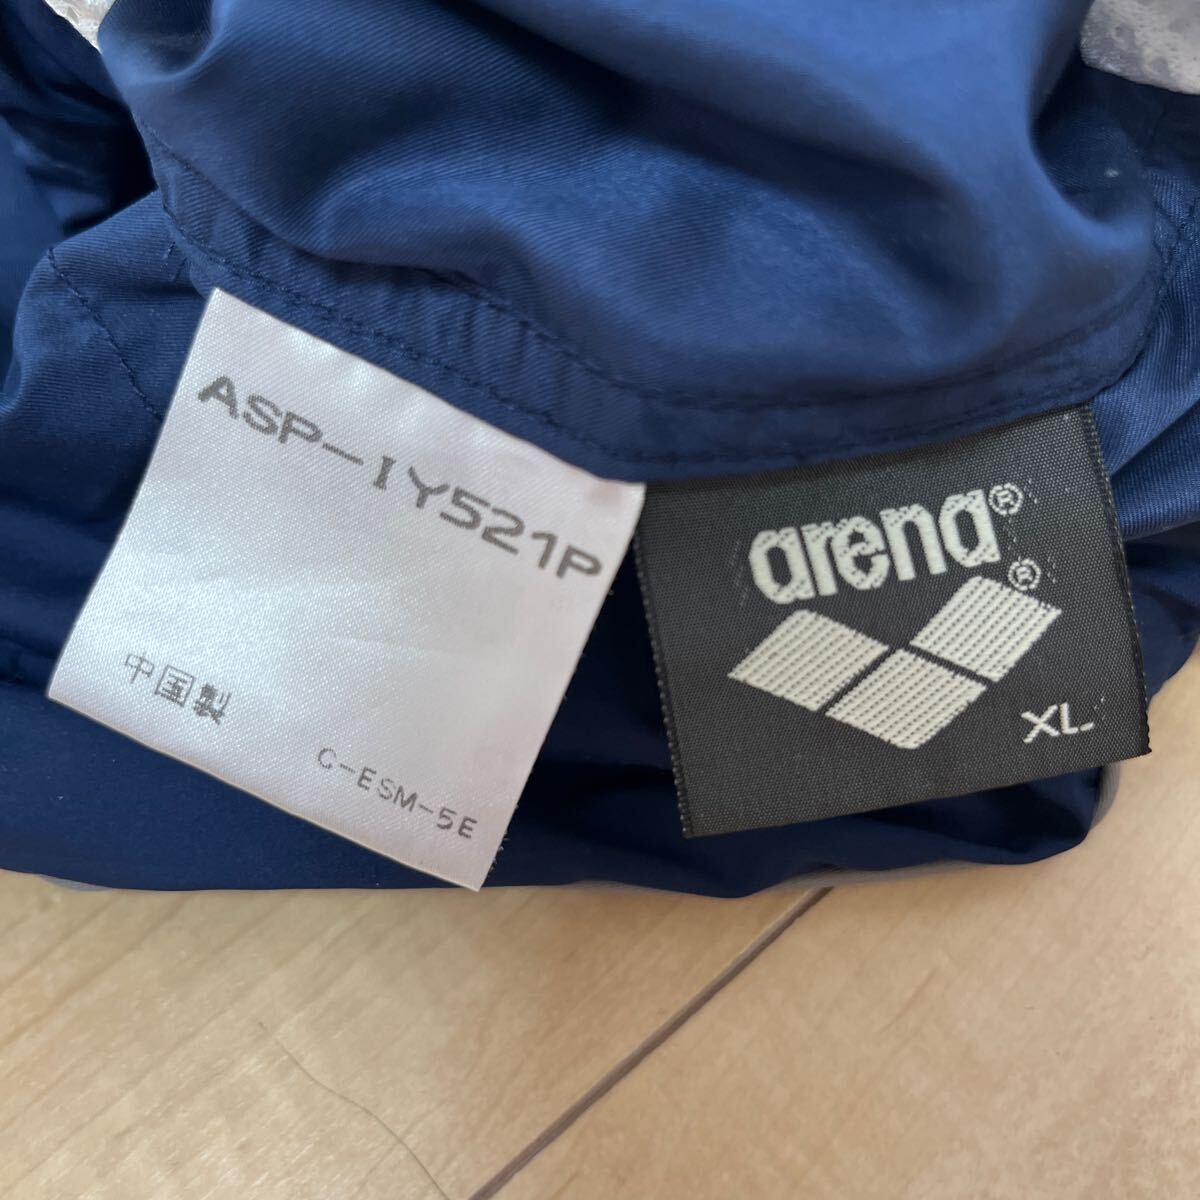 ASP-IY521P
中国製
C-ESM-5E
arena®
®
XL